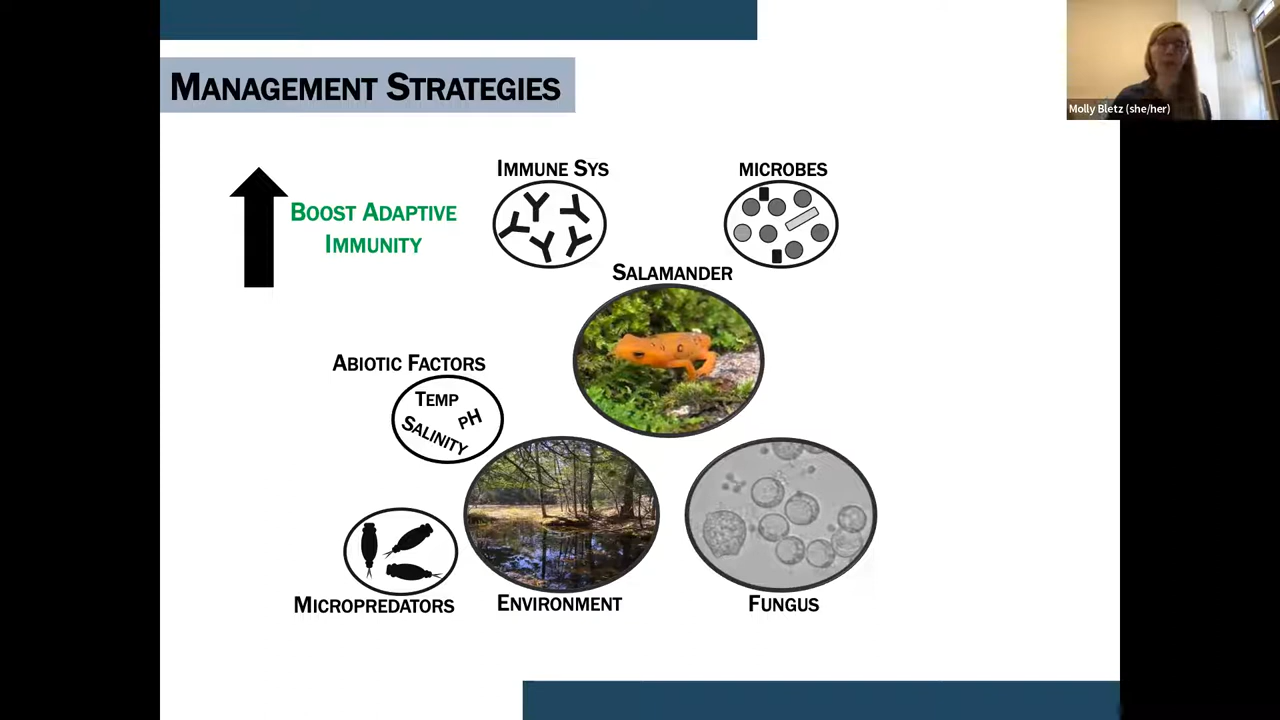 Molly Bletz (she/her)
Management Strategies
Immune Sys
microbes
Boost Adaptive
Immunity
Salamander
Abiotic Factors
Temp
pH
Salinity
Micropredators
Environment
Fungus